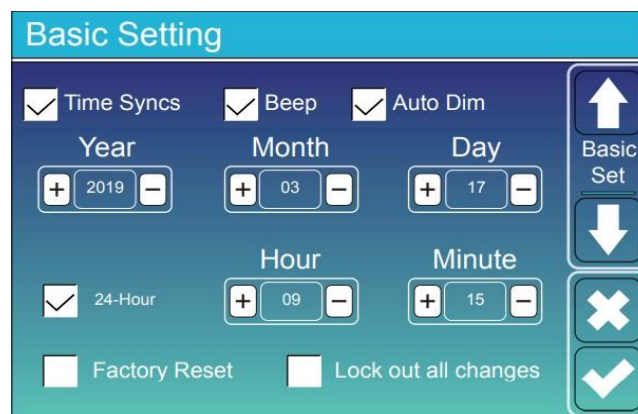 Basic Setting
Time Syncs Beep Auto Dim
Year Month Day
+ 2019 − + 03 − + 17 −
Basic
Set
Hour Minute
24-Hour + 09 − + 15 −
Factory Reset Lock out all changes